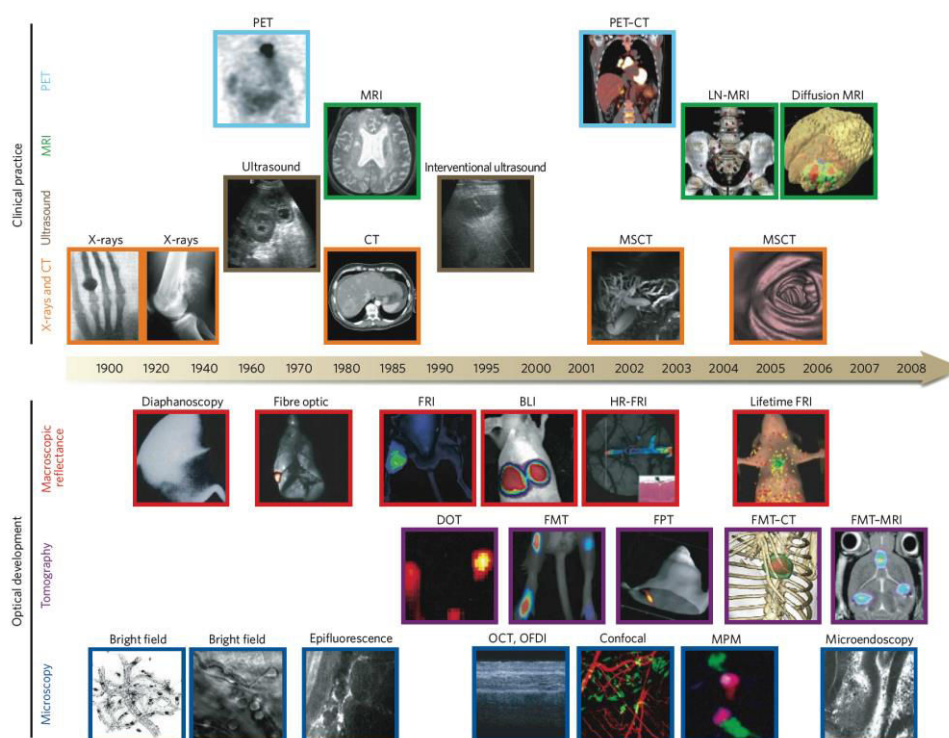 PET
PET–CT
MRI
LN-MRI
Diffusion MRI
Ultrasound
Interventional ultrasound
X-rays
X-rays
CT
MSCT
MSCT
Clinical practice
PET
MRI
Ultrasound
X-rays and CT
1900 1920 1940 1960 1970 1980 1985 1990 1995 2000 2001 2002 2003 2004 2005 2006 2007 2008
Optical development
Macroscopic
reflectance
Tomography
Microscopy
Diaphanoscopy
Fibre optic
FRI
BLI
HR-FRI
Lifetime FRI
DOT
FMT
FPT
FMT–CT
FMT–MRI
Bright field
Bright field
Epifluorescence
OCT, OFDI
Confocal
MPM
Microendoscopy